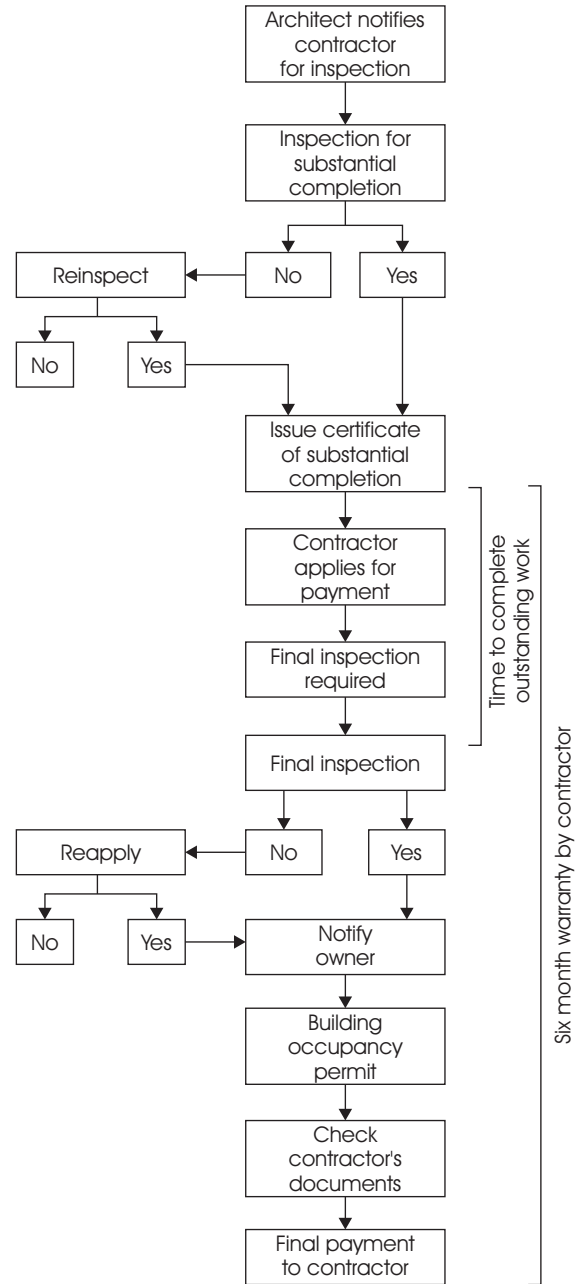 Architect notifies
contractor
for inspection
Inspection for
substantial
completion
Reinspect
No
Yes
No
Yes
Issue certificate
of substantial
completion
Contractor
applies for
payment
Final inspection
required
Final inspection
Reapply
No
Yes
No
Yes
Notify
owner
Building
occupancy
permit
Check
contractor's
documents
Final payment
to contractor
Time to complete
outstanding work
Six month warranty by contractor